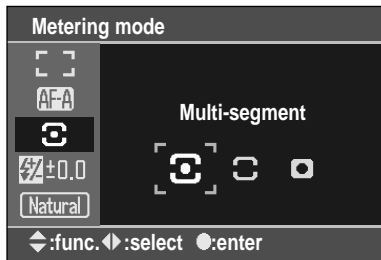 Metering mode
AF-A
Multi-segment
±0.0
Natural
:func. :select :enter